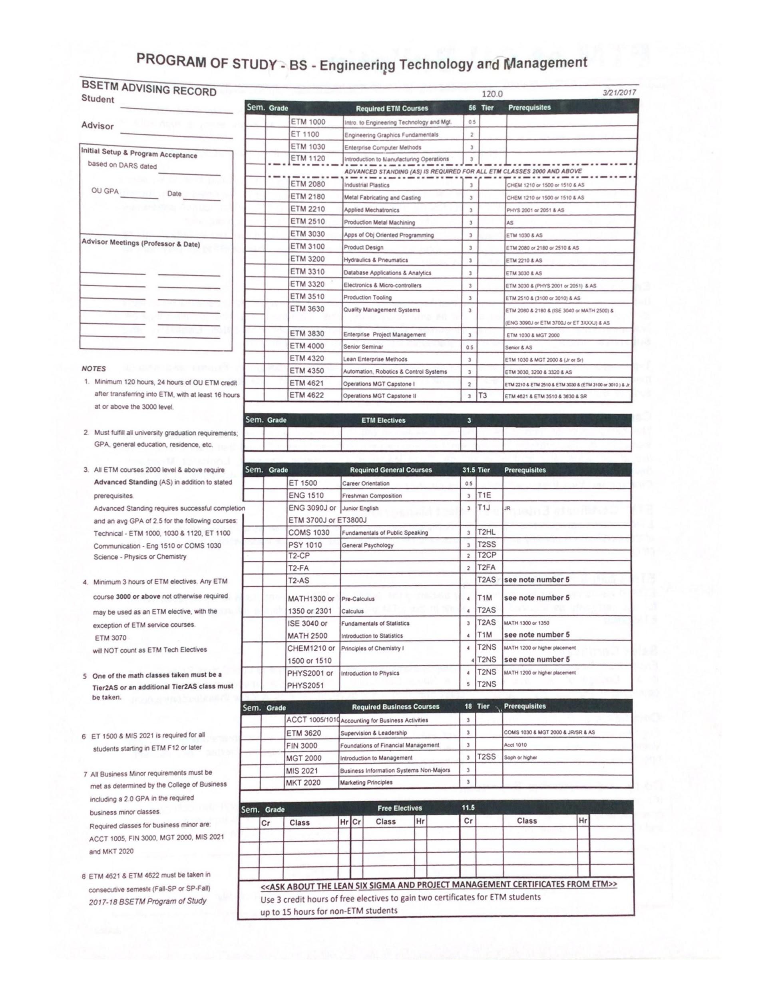 PROGRAM OF STUDY - BS - Engineering Technology and Management
BSETM ADVISING RECORD
120.0 3/21/2017
Student
Advisor
Initial Setup & Program Acceptance
based on DARS dated
OU GPA Date
Advisor Meetings (Professor & Date)
NOTES
1. Minimum 120 hours, 24 hours of OU ETM credit
after transferring into ETM, with at least 16 hours
at or above the 3000 level.
2. Must fulfill all university graduation requirements;
GPA, general education, residence, etc.
3. All ETM courses 2000 level & above require
Advanced Standing (AS) in addition to stated
prerequisites.
Advanced Standing requires successful completion
and an avg GPA of 2.5 for the following courses:
Technical - ETM 1000, 1030 & 1120, ET 1100
Communication - Eng 1510 or COMS 1030
Science - Physics or Chemistry
4. Minimum 3 hours of ETM electives. Any ETM
course 3000 or above not otherwise required
may be used as an ETM elective, with the
exception of ETM service courses.
ETM 3070
will NOT count as ETM Tech Electives
5 One of the math classes taken must be a
Tier2AS or an additional Tier2AS class must
be taken.
6 ET 1500 & MIS 2021 is required for all
students starting in ETM F12 or later
7 All Business Minor requirements must be
met as determined by the College of Business
including a 2.0 GPA in the required
business minor classes.
Required classes for business minor are:
ACCT 1005, FIN 3000, MGT 2000, MIS 2021
and MKT 2020
8 ETM 4621 & ETM 4622 must be taken in
consecutive semeste (Fall-SP or SP-Fall)
2017-18 BSETM Program of Study
Sem. Grade Required ETM Courses 56 Tier Prerequisites
ETM 1000 Intro. to Engineering Technology and Mgt. 0.5
ET 1100 Engineering Graphics Fundamentals 2
ETM 1030 Enterprise Computer Methods 3
ETM 1120 Introduction to Manufacturing Operations 3
ADVANCED STANDING (AS) IS REQUIRED FOR ALL ETM CLASSES 2000 AND ABOVE
ETM 2080 Industrial Plastics 3 CHEM 1210 or 1500 or 1510 & AS
ETM 2180 Metal Fabricating and Casting 3 CHEM 1210 or 1500 or 1510 & AS
ETM 2210 Applied Mechatronics 3 PHYS 2001 or 2051 & AS
ETM 2510 Production Metal Machining 3 AS
ETM 3030 Apps of Obj Oriented Programming 3 ETM 1030 & AS
ETM 3100 Product Design 3 ETM 2080 or 2180 or 2510 & AS
ETM 3200 Hydraulics & Pneumatics 3 ETM 2210 & AS
ETM 3310 Database Applications & Analytics 3 ETM 3030 & AS
ETM 3320 Electronics & Micro-controllers 3 ETM 3030 & (PHYS 2001 or 2051) & AS
ETM 3510 Production Tooling 3 ETM 2510 & (3100 or 3010) & AS
ETM 3630 Quality Management Systems 3 ETM 2080 & 2180 & (ISE 3040 or MATH 2500) &
(ENG 3090J or ETM 3700J or ET 3XXXJ) & AS
ETM 3830 Enterprise Project Management 3 ETM 1030 & MGT 2000
ETM 4000 Senior Seminar 0 5 Senior & AS
ETM 4320 Lean Enterprise Methods 3 ETM 1030 & MGT 2000 & (Jr or Sr)
ETM 4350 Automation, Robotics & Control Systems 3 ETM 3030, 3200 & 3320 & AS
ETM 4621 Operations MGT Capstone I 2 ETM 2210 & ETM 2510 & ETM 3030 & (ETM 3100 or 3010 ) & Jr
ETM 4622 Operations MGT Capstone II 3 T3 ETM 4621 & ETM 3510 & 3630 & SR
Sem. Grade ETM Electives 3
Sem. Grade Required General Courses 31.5 Tier Prerequisites
ET 1500 Career Orientation 0 5
ENG 1510 Freshman Composition 3 T1E
ENG 3090J or Junior English 3 T1J JR
ETM 3700J or ET3800J
COMS 1030 Fundamentals of Public Speaking 3 T2HL
PSY 1010 General Psychology 3 T2SS
T2-CP 2 T2CP
T2-FA 2 T2FA
T2-AS T2AS see note number 5
MATH1300 or Pre-Calculus 4 T1M see note number 5
1350 or 2301 Calculus 4 T2AS
ISE 3040 or Fundamentals of Statistics 3 T2AS MATH 1300 or 1350
MATH 2500 Introduction to Statistics 4 T1M see note number 5
CHEM1210 or Principles of Chemistry I 4 T2NS MATH 1200 or higher placement
1500 or 1510 4 T2NS see note number 5
PHYS2001 or Introduction to Physics 4 T2NS MATH 1200 or higher placement
PHYS2051 5 T2NS
Sem. Grade Required Business Courses 18 Tier Prerequisites
ACCT 1005/1010 Accounting for Business Activities 3
ETM 3620 Supervision & Leadership 3 COMS 1030 & MGT 2000 & JR/SR & AS
FIN 3000 Foundations of Financial Management 3 Acct 1010
MGT 2000 Introduction to Management 3 T2SS Soph or higher
MIS 2021 Business Information Systems Non-Majors 3
MKT 2020 Marketing Principles 3
Sem. Grade Free Electives 11.5
Cr Class Hr Cr Class Hr Cr Class Hr
<<ASK ABOUT THE LEAN SIX SIGMA AND PROJECT MANAGEMENT CERTIFICATES FROM ETM>>
Use 3 credit hours of free electives to gain two certificates for ETM students
up to 15 hours for non-ETM students